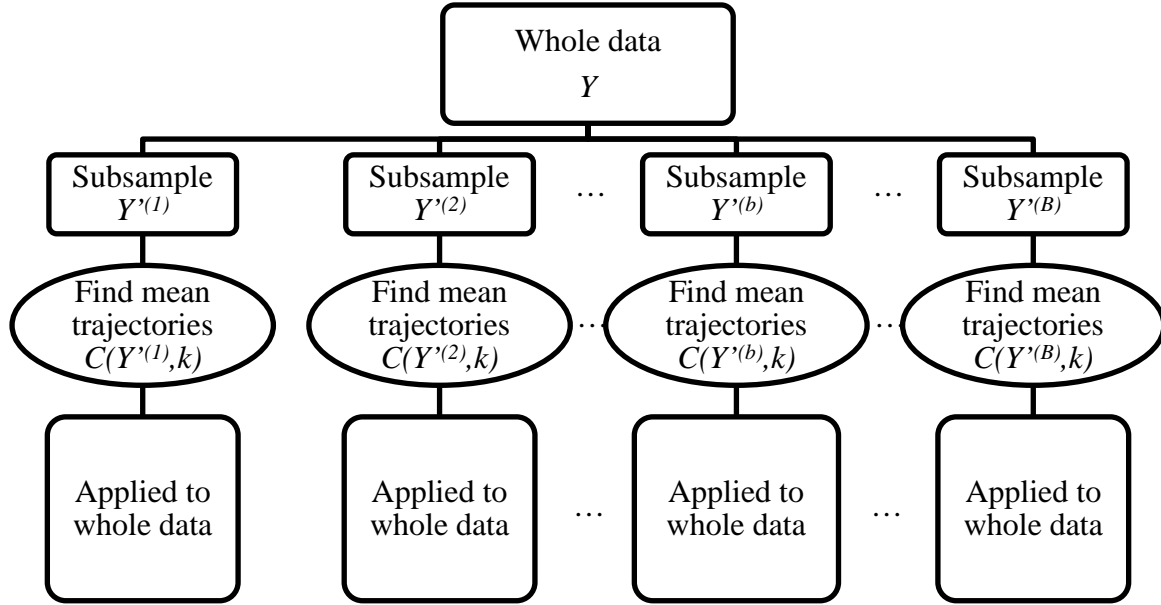 Whole data
Y
Subsample
Y’(1)
Subsample
Y’(2)
…
Subsample
Y’(b)
…
Subsample
Y’(B)
Find mean
trajectories
C(Y’(1),k)
Find mean
trajectories
C(Y’(2),k)
…
Find mean
trajectories
C(Y’(b),k)
…
Find mean
trajectories
C(Y’(B),k)
Applied to
whole data
Applied to
whole data
…
Applied to
whole data
…
Applied to
whole data